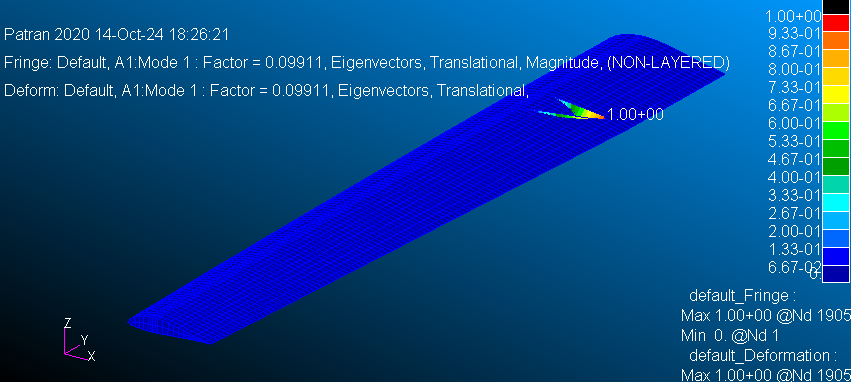 Patran 2020 14-Oct-24 18:26:21
Fringe: Default, A1:Mode 1 : Factor = 0.09911, Eigenvectors, Translational, Magnitude, (NON-LAYERED)
Deform: Default, A1:Mode 1 : Factor = 0.09911, Eigenvectors, Translational,
1.00+00
1.00+00
9.33-01
8.67-01
8.00-01
7.33-01
6.67-01
6.00-01
5.33-01
4.67-01
4.00-01
3.33-01
2.67-01
2.00-01
1.33-01
6.67-02
0.
default_Fringe :
Max 1.00+00 @Nd 1905
Min 0. @Nd 1
default_Deformation :
Max 1.00+00 @Nd 1905
Z
Y
X